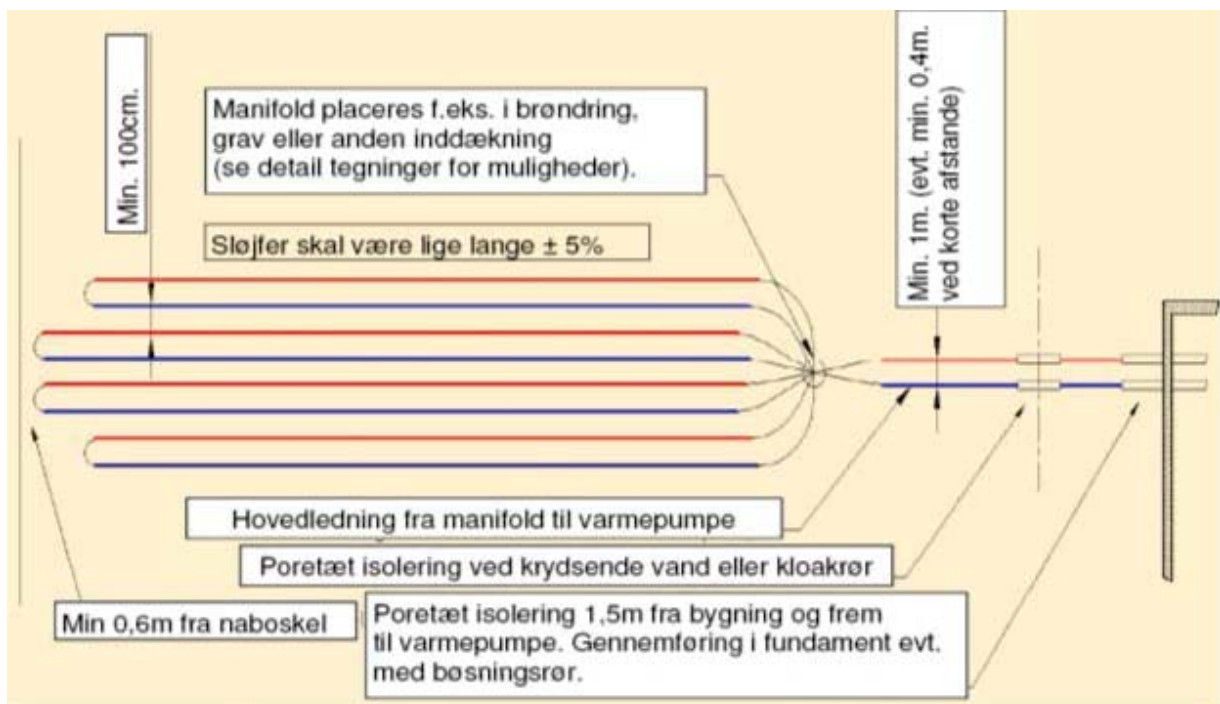 Min. 100cm.
Manifold placeres f.eks. i brøndring,
grav eller anden inddækning
(se detail tegninger for muligheder).
Sløjfer skal være lige lange ± 5%
Min. 1m. (evt. min. 0,4m.
ved korte afstande)
Hovedledning fra manifold til varmepumpe
Poretæt isolering ved krydsende vand eller kloakrør
Min 0,6m fra naboskel
Poretæt isolering 1,5m fra bygning og frem
til varmepumpe. Gennemføring i fundament evt.
med bøsningsrør.